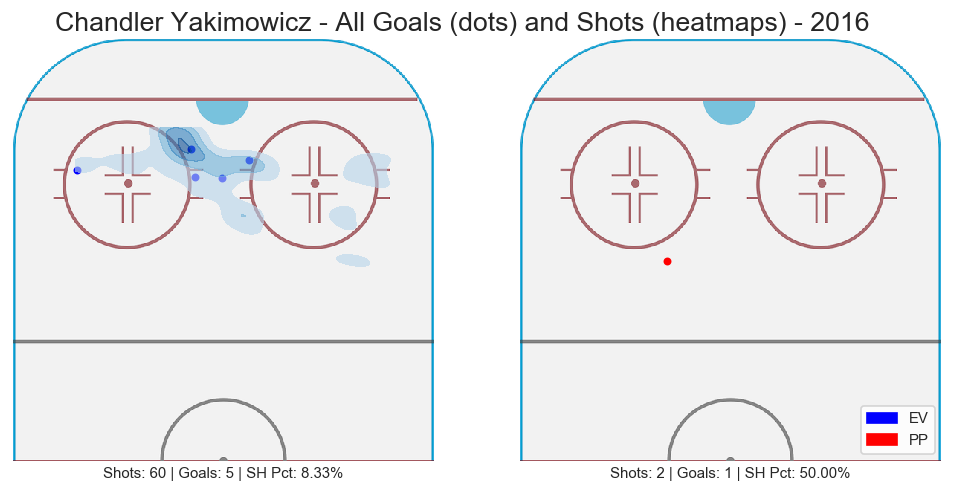 Chandler Yakimowicz - All Goals (dots) and Shots (heatmaps) - 2016
EV
PP
Shots: 60 | Goals: 5 | SH Pct: 8.33%
Shots: 2 | Goals: 1 | SH Pct: 50.00%